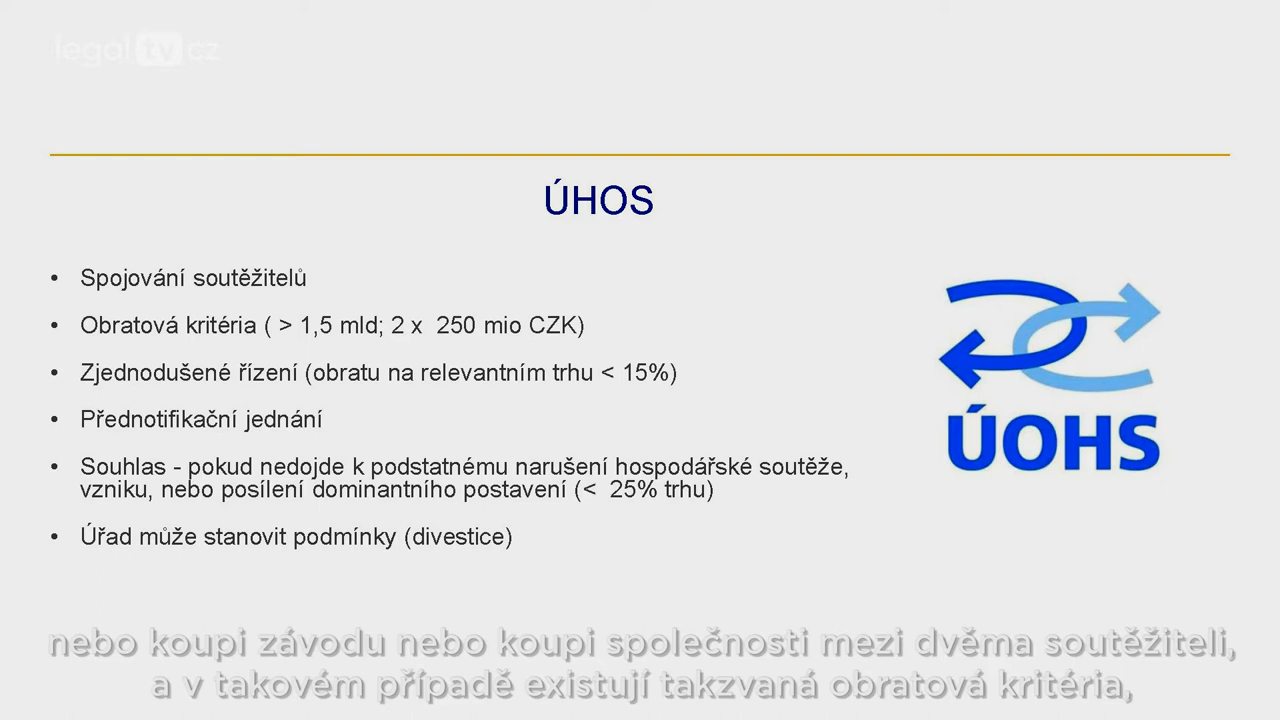 legal tv cz
ÚHOS
• Spojování soutěžitelů
• Obratová kritéria ( > 1,5 mld; 2 x  250 mio CZK)
• Zjednodušené řízení (obratu na relevantním trhu < 15%)
• Přednotifikační jednání
• Souhlas - pokud nedojde k podstatnému narušení hospodářské soutěže,
vzniku, nebo posílení dominantního postavení (<  25% trhu)
• Úřad může stanovit podmínky (divestice)
ÚOHS
nebo koupi závodu nebo koupi společnosti mezi dvěma soutěžiteli,
a v takovém případě existují takzvaná obratová kritéria,